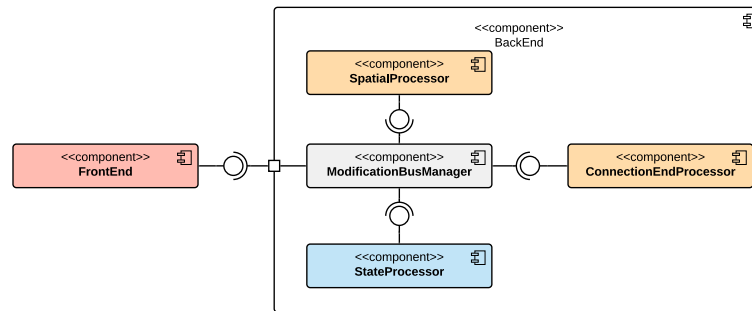 <<component>>
BackEnd
<<component>>
SpatialProcessor
<<component>>
FrontEnd
<<component>>
ModificationBusManager
<<component>>
ConnectionEndProcessor
<<component>>
StateProcessor